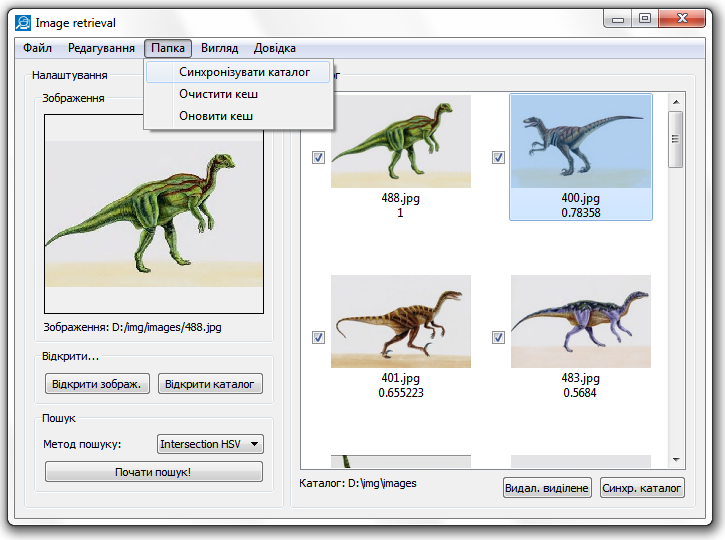 Image retrieval
Файл Редагування Папка Вигляд Довідка
Синхронізувати каталог
Очистити кеш
Оновити кеш
Налаштування
Зображення
Зображення: D:/img/images/488.jpg
Відкрити...
Відкрити зображ. Відкрити каталог
Пошук
Метод пошуку: Intersection HSV
Почати пошук!
488.jpg
1
400.jpg
0.78358
401.jpg
0.655223
483.jpg
0.5684
Каталог: D:\img\images
Видал. виділене Синхр. каталог